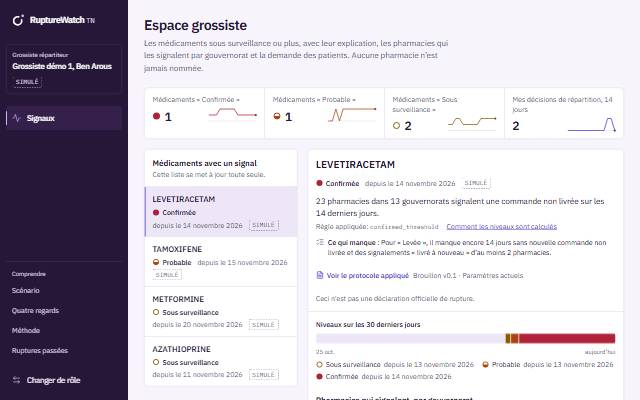 RuptureWatch TN
Grossiste répartiteur
Grossiste démo 1, Ben Arous
SIMULÉ
Signaux
Comprendre
Scénario
Quatre regards
Méthode
Ruptures passées
Changer de rôle
Espace grossiste
Les médicaments sous surveillance ou plus, avec leur explication, les pharmacies qui
les signalent par gouvernorat et la demande des patients. Aucune pharmacie n'est
jamais nommée.
Médicaments « Confirmée »
1
Médicaments « Probable »
1
Médicaments « Sous
surveillance »
2
Mes décisions de répartition, 14
jours
2
Médicaments avec un signal
Cette liste se met à jour toute seule.
LEVETIRACETAM
Confirmée
depuis le 14 novembre 2026 SIMULÉ
TAMOXIFENE
Probable depuis le 15 novembre 2026
SIMULÉ
METFORMINE
Sous surveillance
depuis le 20 novembre 2026 SIMULÉ
AZATHIOPRINE
Sous surveillance
depuis le 11 novembre 2026 SIMULÉ
LEVETIRACETAM
Confirmée depuis le 14 novembre 2026 SIMULÉ
23 pharmacies dans 13 gouvernorats signalent une commande non livrée sur les
14 derniers jours.
Règle appliquée: confirmed_threshold Comment les niveaux sont calculés
Ce qui manque : Pour « Levée », il manque encore 14 jours sans nouvelle commande non
livrée et des signalements « livré à nouveau » d'au moins 2 pharmacies.
Voir le protocole appliqué Brouillon v0.1 · Paramètres actuels
Ceci n'est pas une déclaration officielle de rupture.
Niveaux sur les 30 derniers jours
25 oct. aujourd'hui
Sous surveillance depuis le 13 novembre 2026 Probable depuis le 13 novembre 2026
Confirmée depuis le 14 novembre 2026